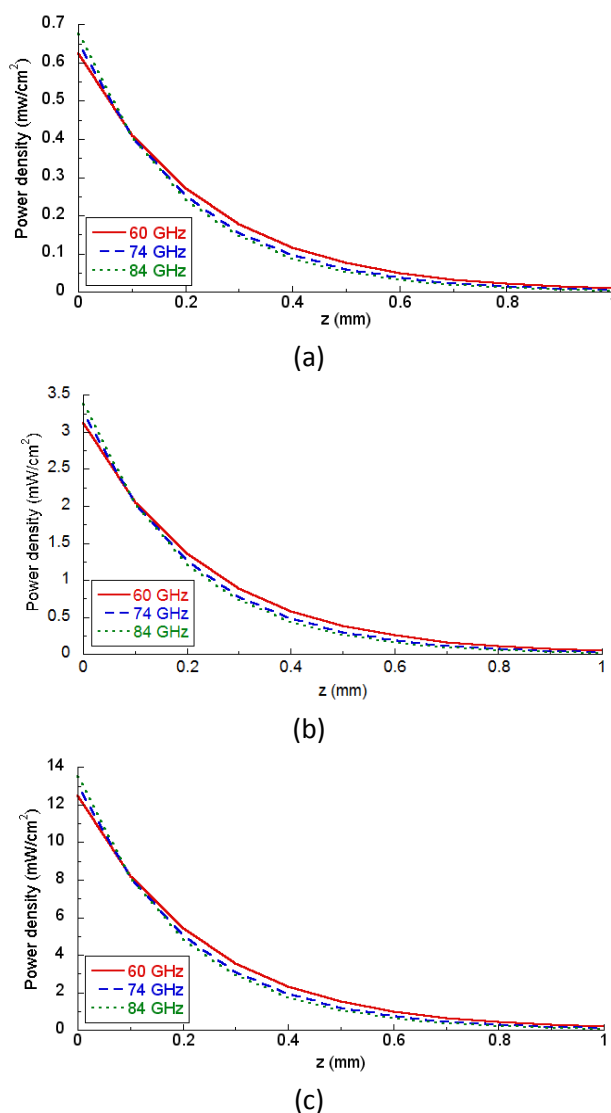 0.7
0.6
0.5
0.4
0.3
0.2
0.1
0
Power density (mw/cm²)
60 GHz
74 GHz
84 GHz
0 0.2 0.4 0.6 0.8
z (mm)
(a)
3.5
3
2.5
2
1.5
1
0.5
0
Power density (mW/cm²)
60 GHz
74 GHz
84 GHz
0 0.2 0.4 0.6 0.8 1
z (mm)
(b)
14
12
10
8
6
4
2
0
Power density (mW/cm²)
60 GHz
74 GHz
84 GHz
0 0.2 0.4 0.6 0.8 1
z (mm)
(c)